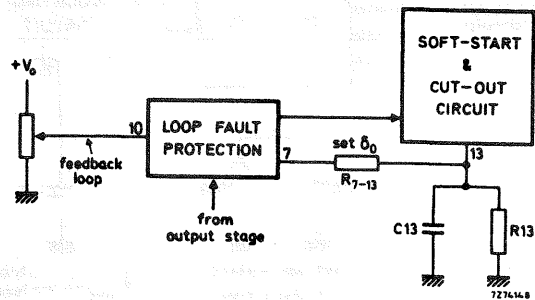 SOFT-START
&
CUT-OUT
CIRCUIT
+Vo
10
LOOP FAULT
PROTECTION
7
set δ0
R7-13
13
feedback
loop
from
output stage
C13
R13
7Z74148